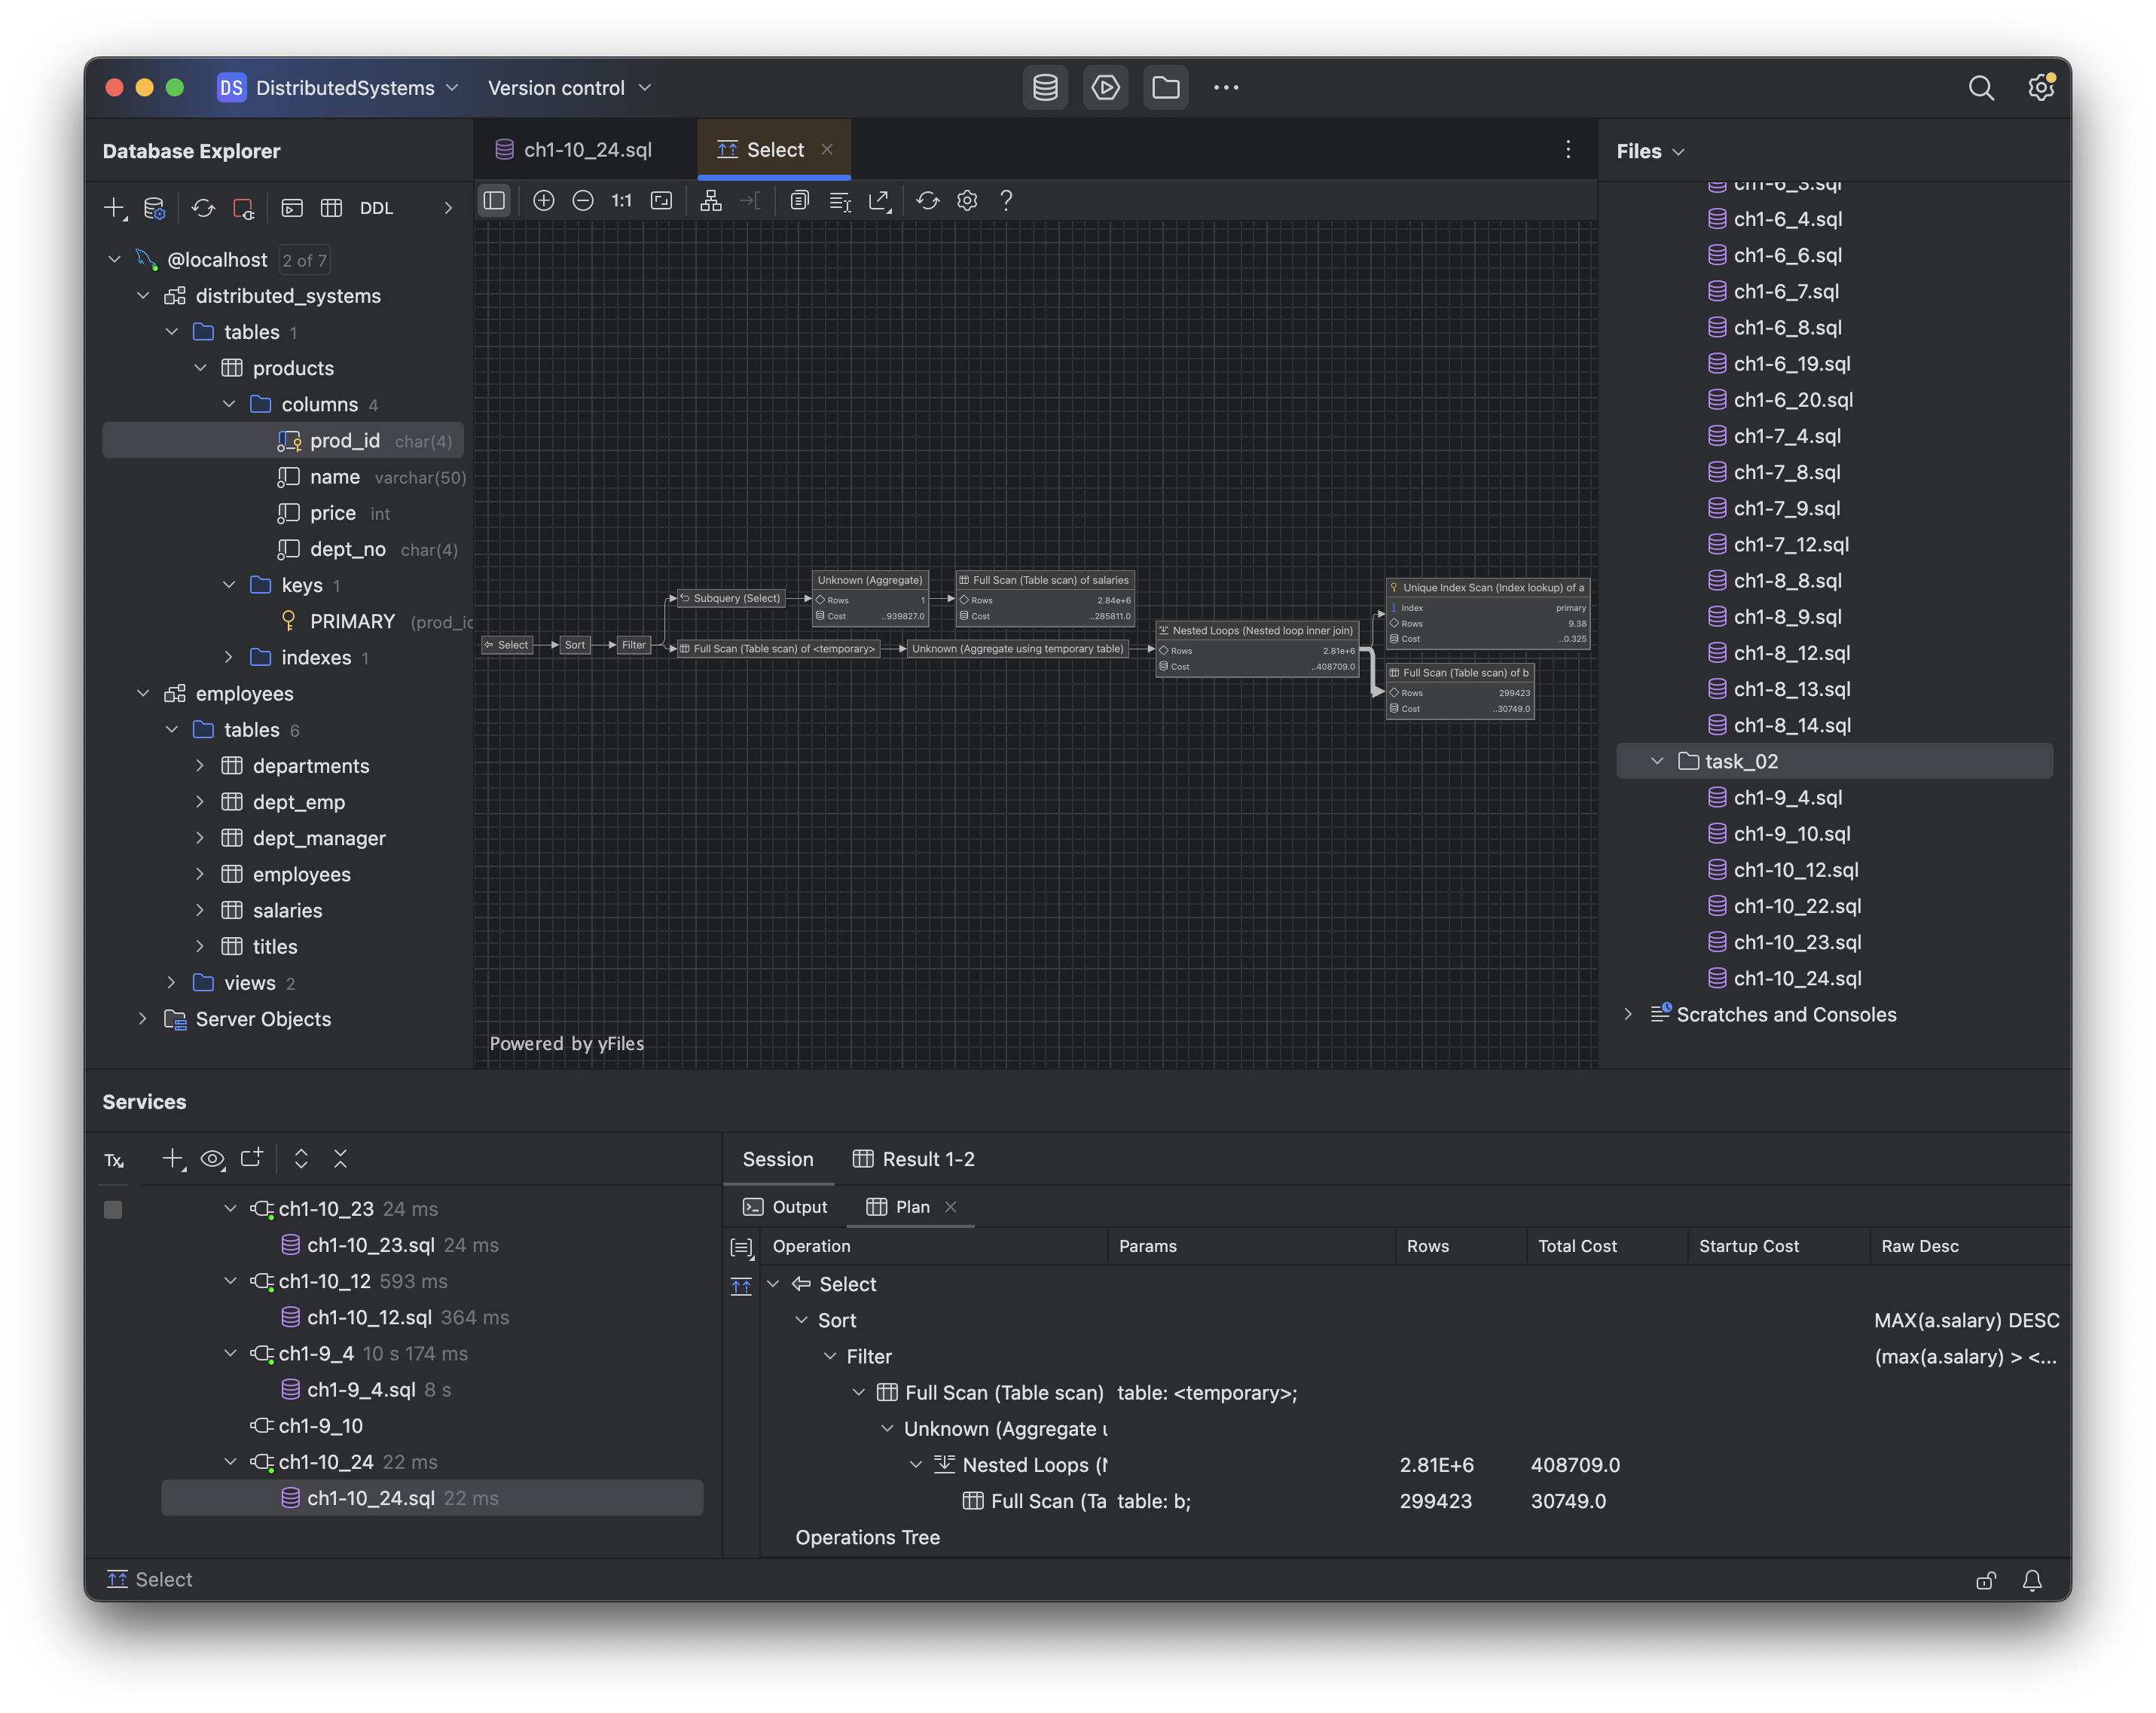 DS DistributedSystems Version control
Database Explorer
DDL
@localhost 2 of 7
distributed_systems
tables 1
products
columns 4
prod_id char(4)
name varchar(50)
price int
dept_no char(4)
keys 1
PRIMARY (prod_id
indexes 1
employees
tables 6
departments
dept_emp
dept_manager
employees
salaries
titles
views 2
Server Objects
ch1-10_24.sql Select
1:1 ?
Select
Sort
Filter
Subquery (Select)
Unknown (Aggregate)
Rows 1
Cost ..939827.0
Full Scan (Table scan) of salaries
Rows 2.84e+6
Cost ..285811.0
Full Scan (Table scan) of <temporary>
Unknown (Aggregate using temporary table)
Nested Loops (Nested loop inner join)
Rows 2.81e+6
Cost ..408709.0
Unique Index Scan (Index lookup) of a
Index primary
Rows 9.38
Cost ..0.325
Full Scan (Table scan) of b
Rows 299423
Cost ..30749.0
Powered by yFiles
Files
ch1-6_3.sql
ch1-6_4.sql
ch1-6_6.sql
ch1-6_7.sql
ch1-6_8.sql
ch1-6_19.sql
ch1-6_20.sql
ch1-7_4.sql
ch1-7_8.sql
ch1-7_9.sql
ch1-7_12.sql
ch1-8_8.sql
ch1-8_9.sql
ch1-8_12.sql
ch1-8_13.sql
ch1-8_14.sql
task_02
ch1-9_4.sql
ch1-9_10.sql
ch1-10_12.sql
ch1-10_22.sql
ch1-10_23.sql
ch1-10_24.sql
Scratches and Consoles
Services
Tx
ch1-10_23 24 ms
ch1-10_23.sql 24 ms
ch1-10_12 593 ms
ch1-10_12.sql 364 ms
ch1-9_4 10 s 174 ms
ch1-9_4.sql 8 s
ch1-9_10
ch1-10_24 22 ms
ch1-10_24.sql 22 ms
Session Result 1-2
Output Plan
Operation Params Rows Total Cost Startup Cost Raw Desc
Select
Sort MAX(a.salary) DESC
Filter (max(a.salary) > <...
Full Scan (Table scan) table: <temporary>;
Unknown (Aggregate u
Nested Loops (N 2.81E+6 408709.0
Full Scan (Ta table: b; 299423 30749.0
Operations Tree
Select